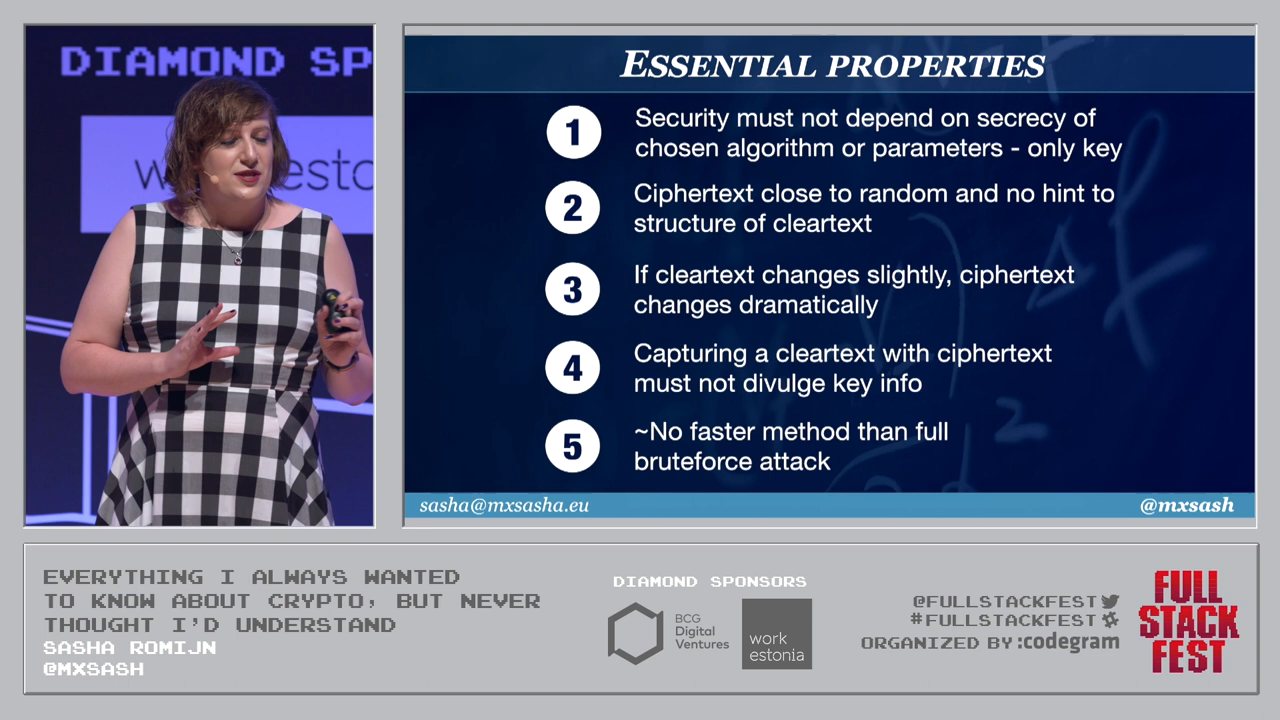 DIAMOND SP
ESSENTIAL PROPERTIES
1
Security must not depend on secrecy of
chosen algorithm or parameters - only key
2
Ciphertext close to random and no hint to
structure of cleartext
3
If cleartext changes slightly, ciphertext
changes dramatically
4
Capturing a cleartext with ciphertext
must not divulge key info
5
~No faster method than full
bruteforce attack
sasha@mxsasha.eu
@mxsash
EVERYTHING I ALWAYS WANTED
TO KNOW ABOUT CRYPTO, BUT NEVER
THOUGHT I'D UNDERSTAND
SASHA ROMIJN
@MXSASH
DIAMOND SPONSORS
BCG
Digital
Ventures
work
estonia
@FULLSTACKFEST
#FULLSTACKFEST
ORGANIZED BY :codegram
FULL
STACK
FEST